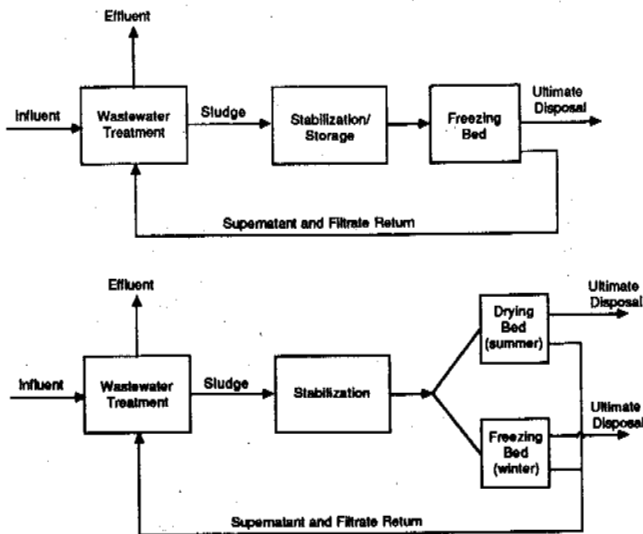 Effluent
Influent
Wastewater
Treatment
Sludge
Stabilization/
Storage
Freezing
Bed
Ultimate
Disposal
Supernatant and Filtrate Return
Effluent
Influent
Wastewater
Treatment
Sludge
Stabilization
Drying
Bed
(summer)
Ultimate
Disposal
Freezing
Bed
(winter)
Ultimate
Disposal
Supernatant and Filtrate Return